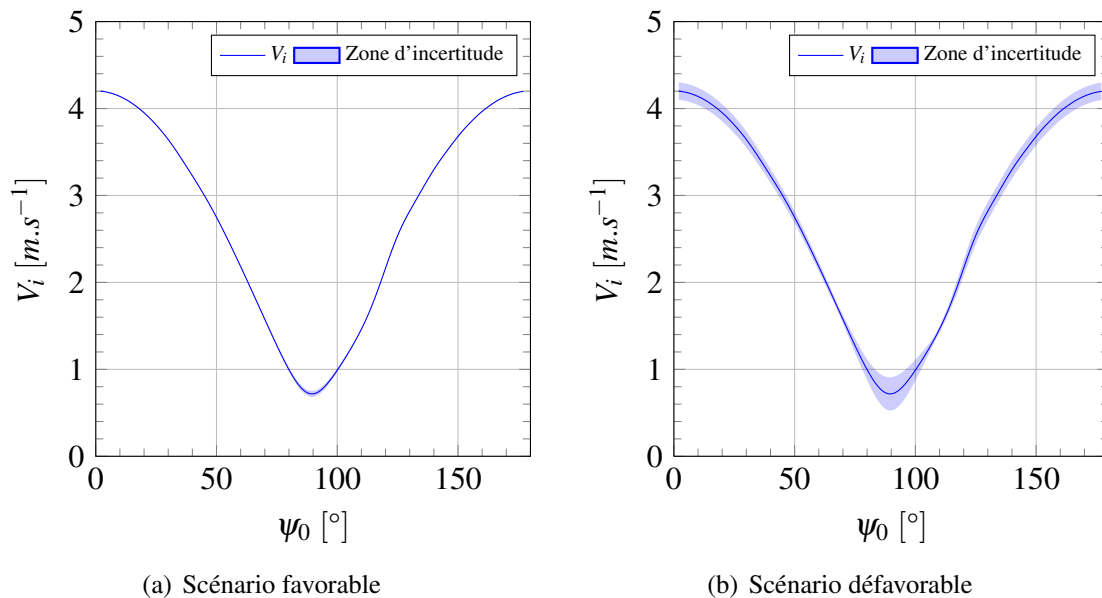 V_i Zone d'incertitude
5
4
3
2
1
0
V_i [m.s^{-1}]
0 50 100 150
ψ_0 [°]
(a) Scénario favorable
V_i Zone d'incertitude
5
4
3
2
1
0
V_i [m.s^{-1}]
0 50 100 150
ψ_0 [°]
(b) Scénario défavorable